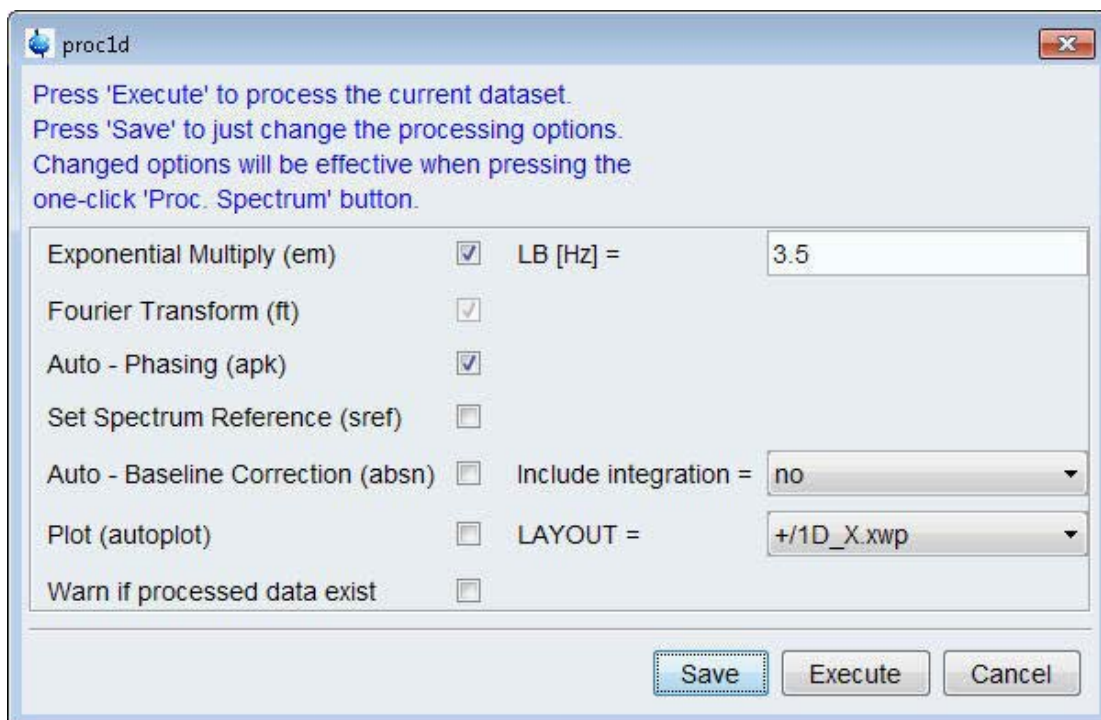 proc1d
Press 'Execute' to process the current dataset.
Press 'Save' to just change the processing options.
Changed options will be effective when pressing the
one-click 'Proc. Spectrum' button.
Exponential Multiply (em) LB [Hz] = 3.5
Fourier Transform (ft)
Auto - Phasing (apk)
Set Spectrum Reference (sref)
Auto - Baseline Correction (absn) Include integration = no
Plot (autoplot) LAYOUT = +/1D_X.xwp
Warn if processed data exist
Save Execute Cancel